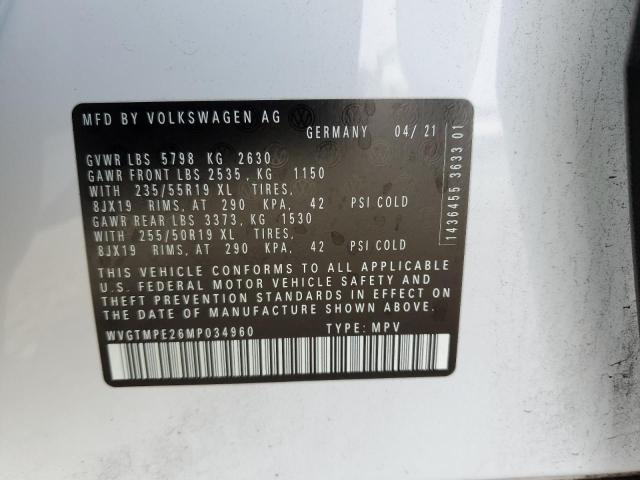 MFD BY VOLKSWAGEN AG
GERMANY 04/21
GVWR LBS 5798 KG 2630
GAWR FRONT LBS 2535, KG 1150
WITH 235/55R19 XL TIRES,
8JX19 RIMS, AT 290 KPA, 42 PSI COLD
GAWR REAR LBS 3373, KG 1530
WITH 255/50R19 XL TIRES,
8JX19 RIMS, AT 290 KPA, 42 PSI COLD
THIS VEHICLE CONFORMS TO ALL APPLICABLE
U.S. FEDERAL MOTOR VEHICLE SAFETY AND
THEFT PREVENTION STANDARDS IN EFFECT ON
THE DATE OF MANUFACTURE SHOWN ABOVE.
WVGTMPE26MP034960 TYPE: MPV
1436455 3633 01